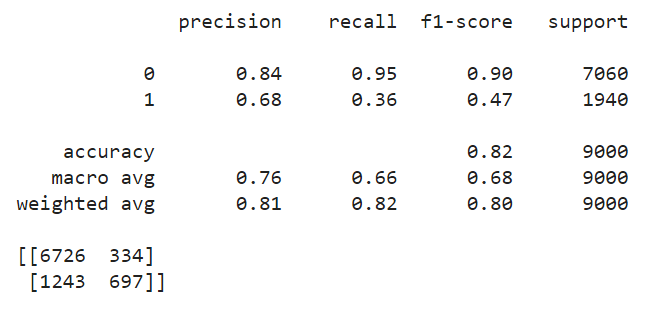 precision recall f1-score support
0 0.84 0.95 0.90 7060
1 0.68 0.36 0.47 1940
accuracy 0.82 9000
macro avg 0.76 0.66 0.68 9000
weighted avg 0.81 0.82 0.80 9000
[[6726 334]
[1243 697]]